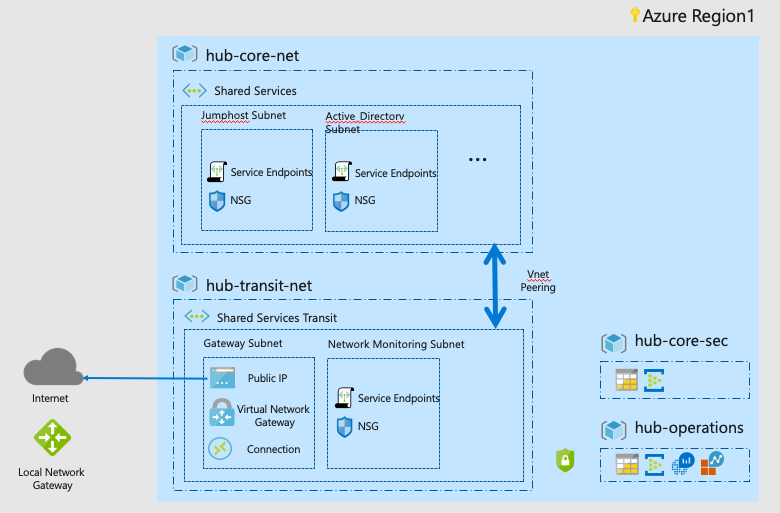 Azure Region1
hub-core-net
Shared Services
Jumphost Subnet
Active Directory
Subnet
Service Endpoints
NSG
Service Endpoints
NSG
...
Vnet
Peering
hub-transit-net
Shared Services Transit
Gateway Subnet
Network Monitoring Subnet
Public IP
Virtual Network
Gateway
Connection
Service Endpoints
NSG
Internet
Local Network
Gateway
hub-core-sec
hub-operations